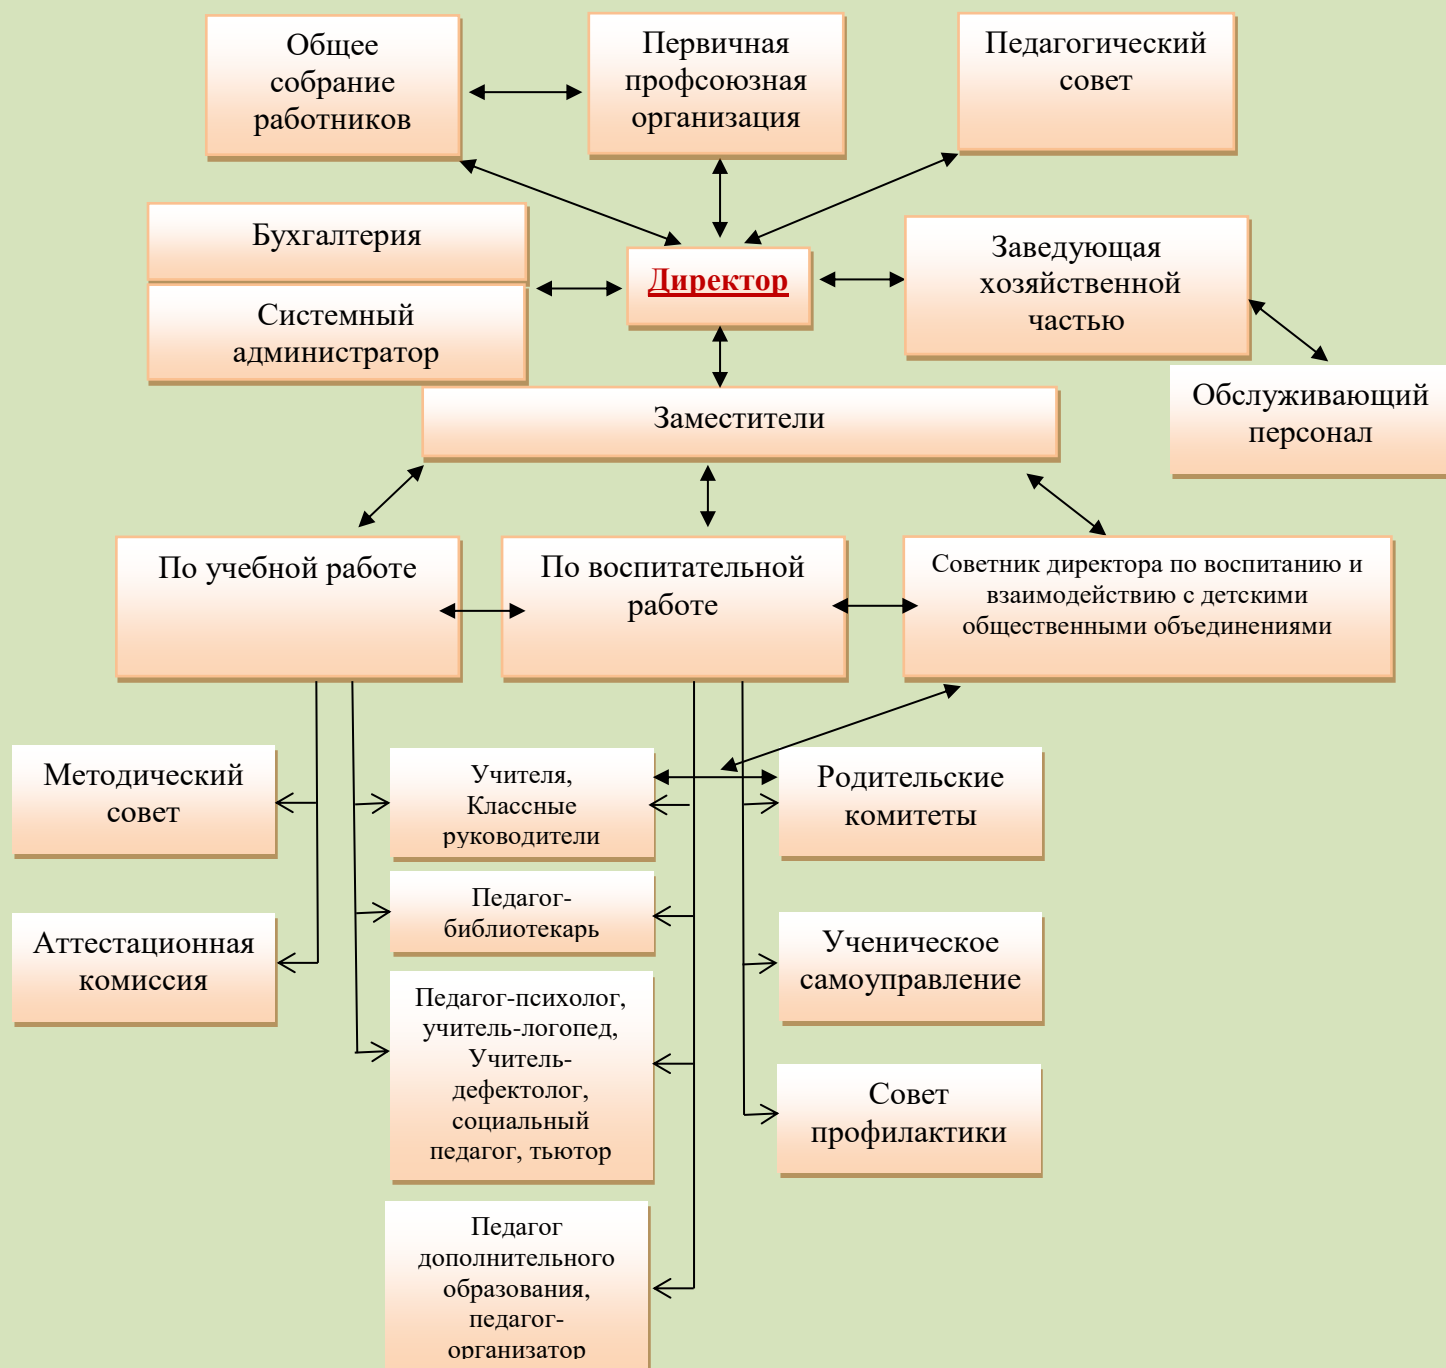 Общее
собрание
работников
Первичная
профсоюзная
организация
Педагогический
совет
Бухгалтерия
Системный
администратор
Директор
Заведующая
хозяйственной
частью
Обслуживающий
персонал
Заместители
По учебной работе
По воспитательной
работе
Советник директора по воспитанию и
взаимодействию с детскими
общественными объединениями
Методический
совет
Учителя,
Классные
руководители
Родительские
комитеты
Педагог-
библиотекарь
Аттестационная
комиссия
Ученическое
самоуправление
Педагог-психолог,
учитель-логопед,
Учитель-
дефектолог,
социальный
педагог, тьютор
Совет
профилактики
Педагог
дополнительного
образования,
педагог-
организатор